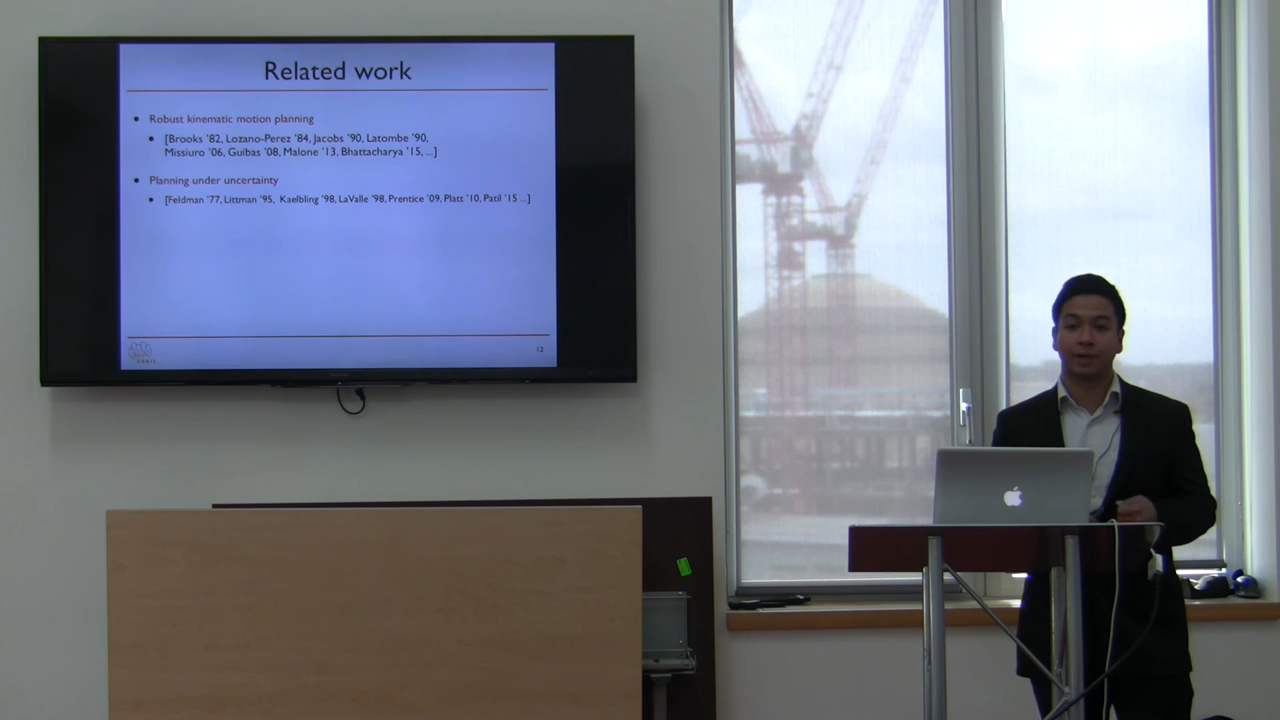 Related work
• Robust kinematic motion planning
• [Brooks '82, Lozano-Perez '84, Jacobs '90, Latombe '90,
Missiuro '06, Guibas '08, Malone '13, Bhattacharya '15, ...]
• Planning under uncertainty
• [Feldman '77, Littman '95, Kaelbling '98, LaValle '98, Prentice '09, Platt '10, Patil '15 ...]
12